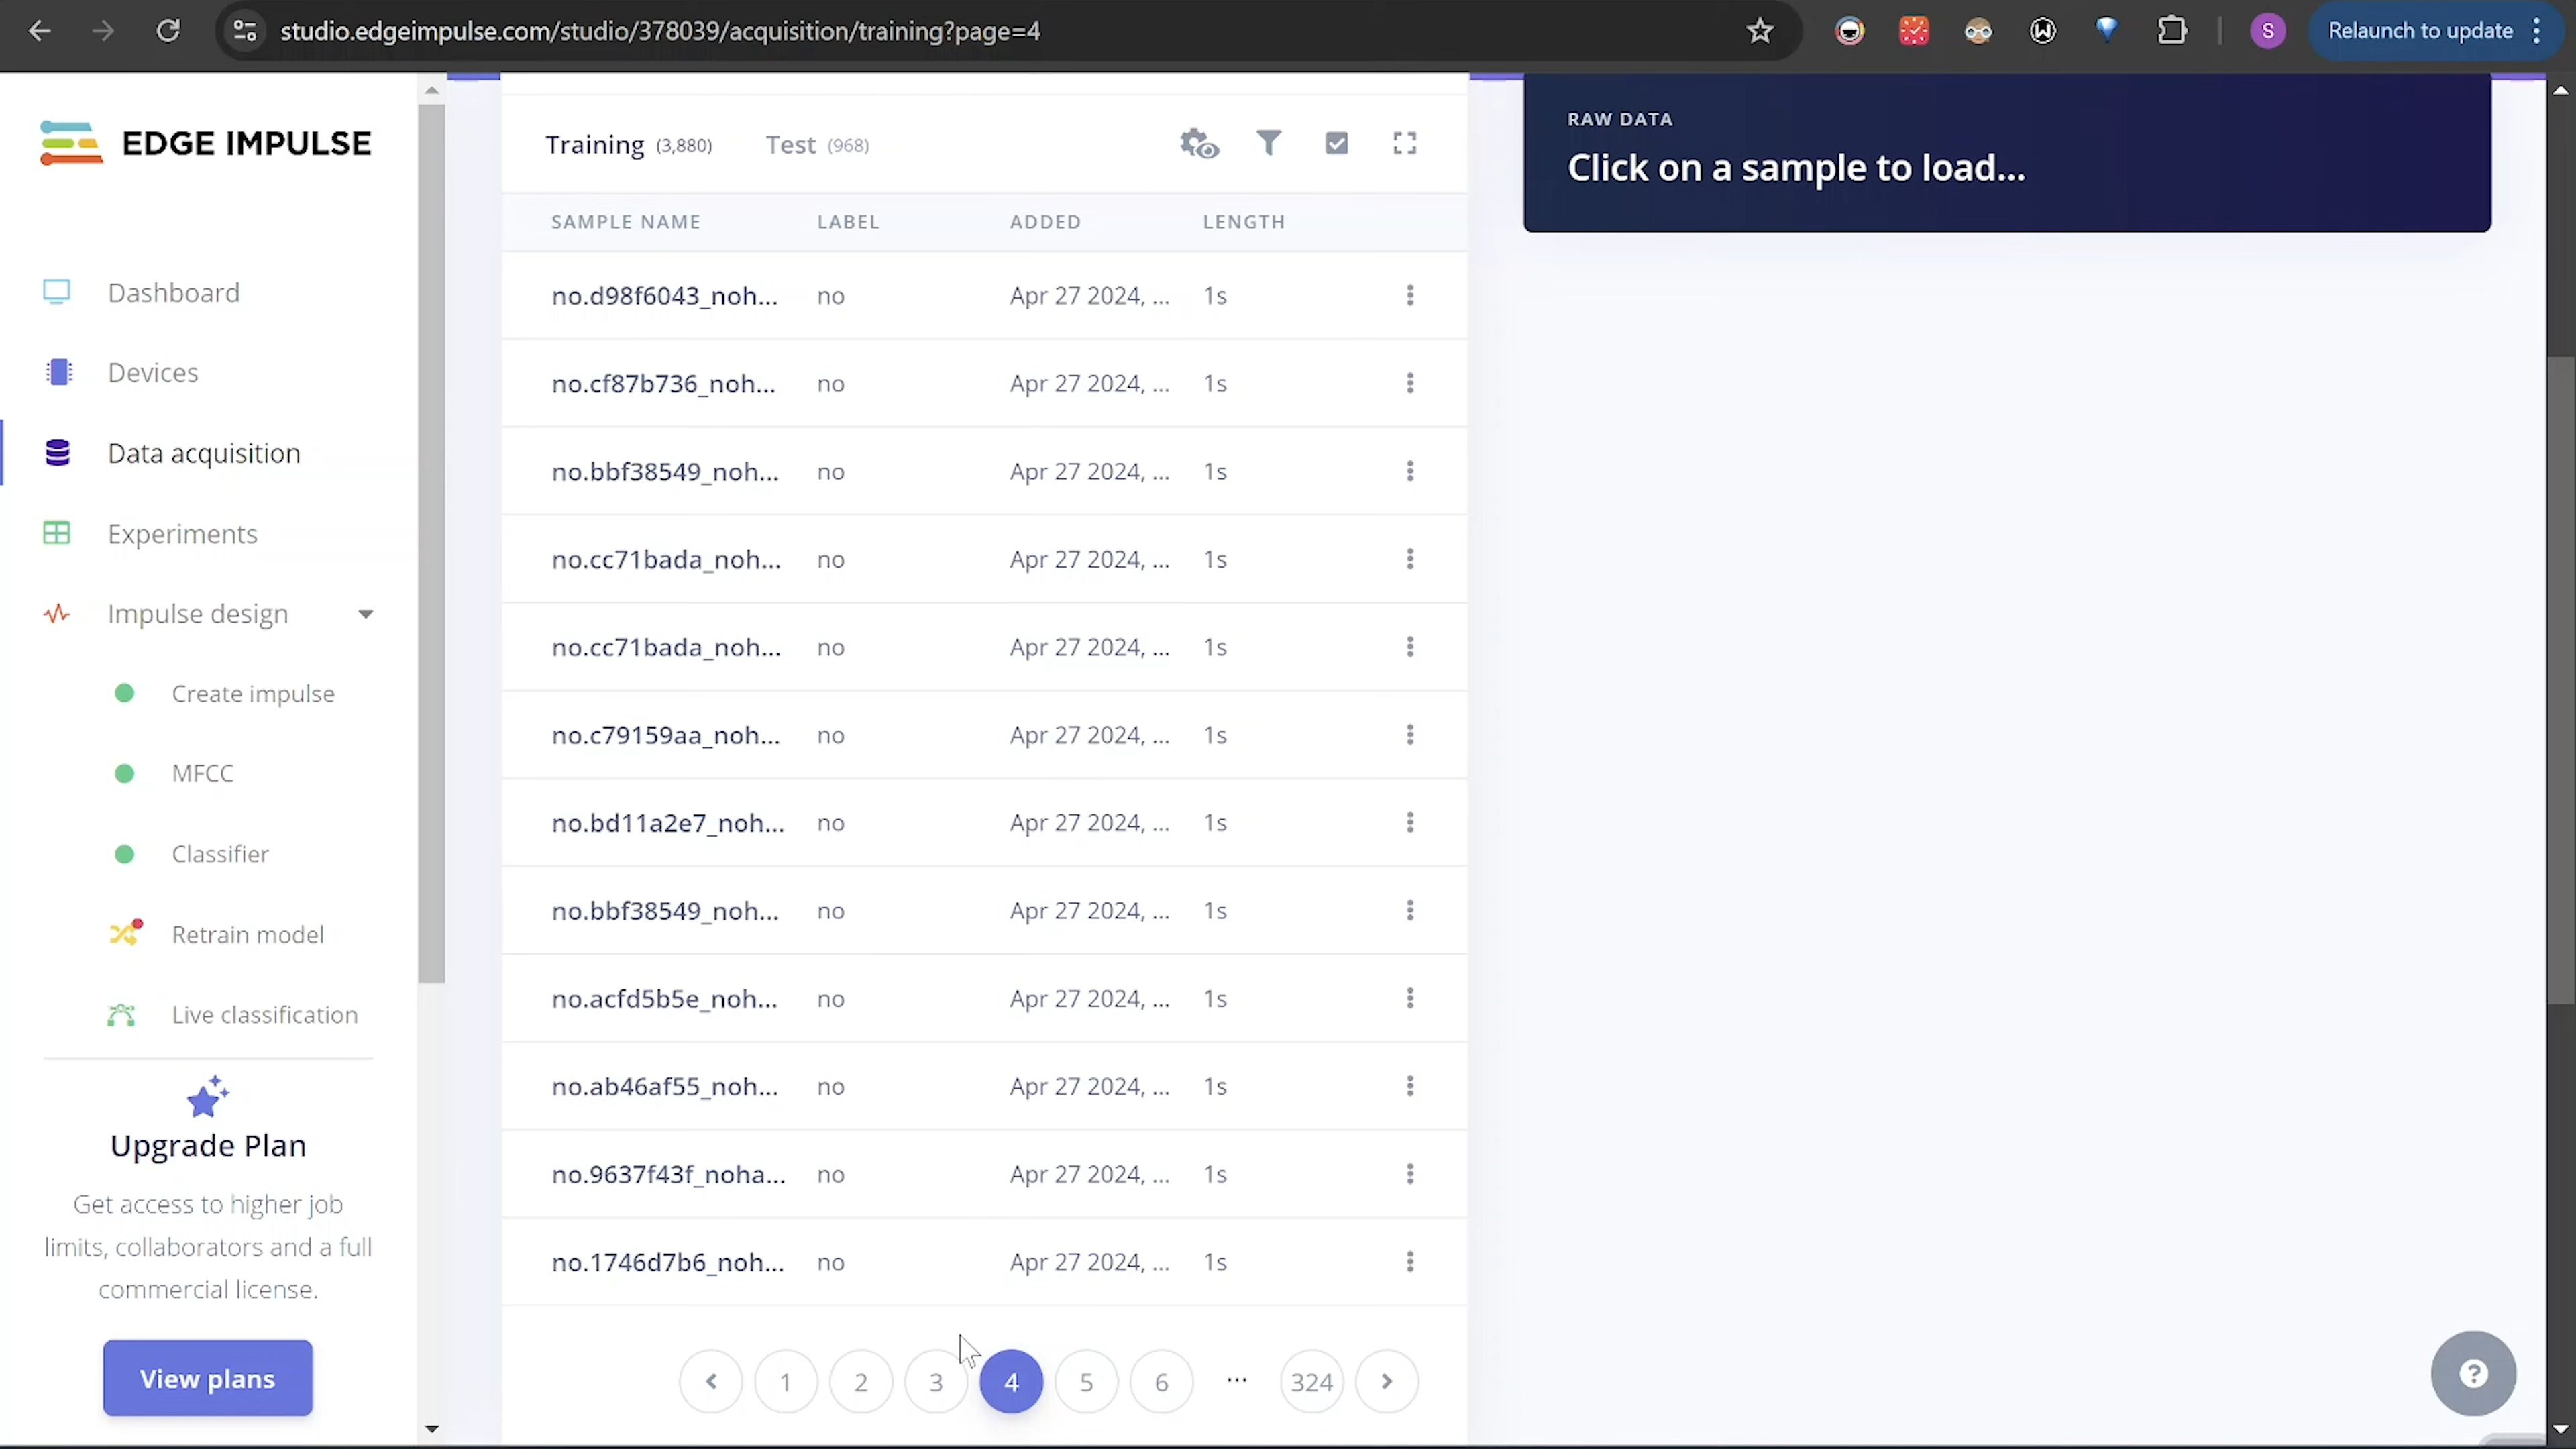 studio.edgeimpulse.com/studio/378039/acquisition/training?page=4
S
Relaunch to update
EDGE IMPULSE
Dashboard
Devices
Data acquisition
Experiments
Impulse design
Create impulse
MFCC
Classifier
Retrain model
Live classification
Upgrade Plan
Get access to higher job
limits, collaborators and a full
commercial license.
View plans
Training (3,880) Test (968)
SAMPLE NAME LABEL ADDED LENGTH
no.d98f6043_noh... no Apr 27 2024, ... 1s
no.cf87b736_noh... no Apr 27 2024, ... 1s
no.bbf38549_noh... no Apr 27 2024, ... 1s
no.cc71bada_noh... no Apr 27 2024, ... 1s
no.cc71bada_noh... no Apr 27 2024, ... 1s
no.c79159aa_noh... no Apr 27 2024, ... 1s
no.bd11a2e7_noh... no Apr 27 2024, ... 1s
no.bbf38549_noh... no Apr 27 2024, ... 1s
no.acfd5b5e_noh... no Apr 27 2024, ... 1s
no.ab46af55_noh... no Apr 27 2024, ... 1s
no.9637f43f_noha... no Apr 27 2024, ... 1s
no.1746d7b6_noh... no Apr 27 2024, ... 1s
1 2 3 4 5 6 ... 324
RAW DATA
Click on a sample to load...